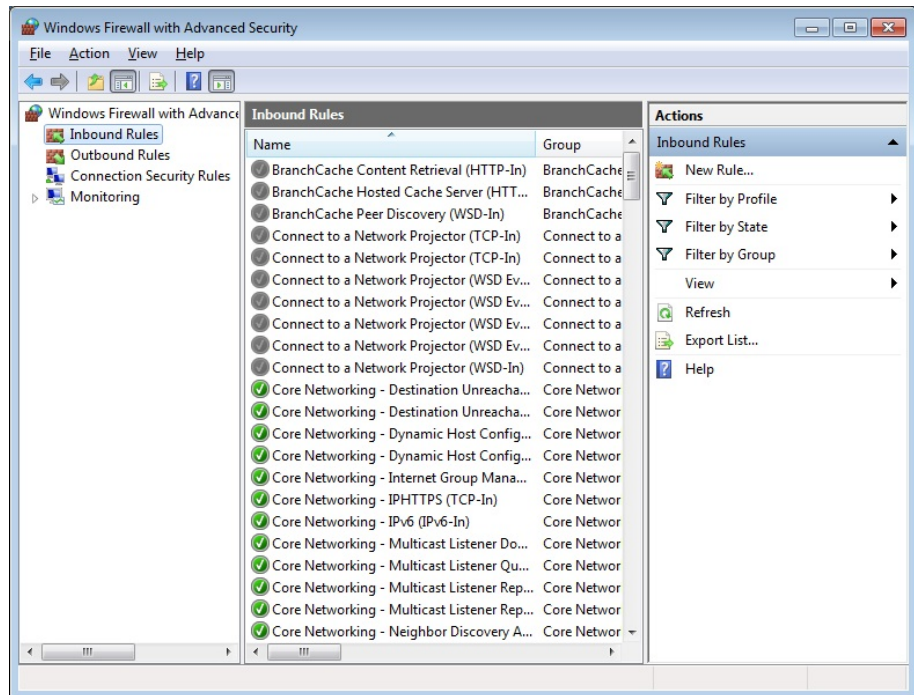 Windows Firewall with Advanced Security
File Action View Help
Windows Firewall with Advance
Inbound Rules
Outbound Rules
Connection Security Rules
Monitoring
Inbound Rules
Name Group
BranchCache Content Retrieval (HTTP-In) BranchCache
BranchCache Hosted Cache Server (HTT... BranchCache
BranchCache Peer Discovery (WSD-In) BranchCache
Connect to a Network Projector (TCP-In) Connect to a
Connect to a Network Projector (TCP-In) Connect to a
Connect to a Network Projector (WSD Ev... Connect to a
Connect to a Network Projector (WSD Ev... Connect to a
Connect to a Network Projector (WSD Ev... Connect to a
Connect to a Network Projector (WSD Ev... Connect to a
Connect to a Network Projector (WSD-In) Connect to a
Core Networking - Destination Unreacha... Core Networ
Core Networking - Destination Unreacha... Core Networ
Core Networking - Dynamic Host Config... Core Networ
Core Networking - Dynamic Host Config... Core Networ
Core Networking - Internet Group Mana... Core Networ
Core Networking - IPHTTPS (TCP-In) Core Networ
Core Networking - IPv6 (IPv6-In) Core Networ
Core Networking - Multicast Listener Do... Core Networ
Core Networking - Multicast Listener Qu... Core Networ
Core Networking - Multicast Listener Rep... Core Networ
Core Networking - Multicast Listener Rep... Core Networ
Core Networking - Neighbor Discovery A... Core Networ
Actions
Inbound Rules
New Rule...
Filter by Profile
Filter by State
Filter by Group
View
Refresh
Export List...
Help